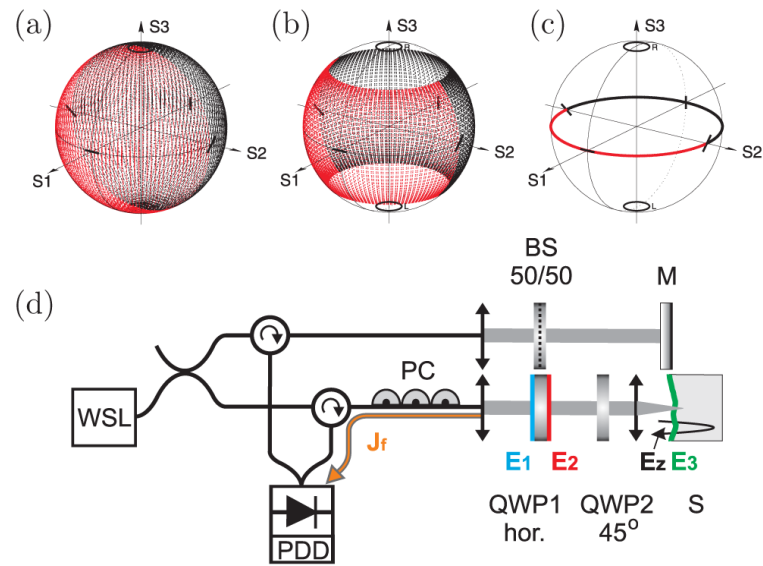 (a)
S3
S1
S2
(b)
S3
R
S1
S2
L
(c)
S3
R
S1
S2
L
(d)
BS
50/50
M
WSL
PC
Jf
E1
E2
Ez
E3
PDD
QWP1
hor.
QWP2
45°
S